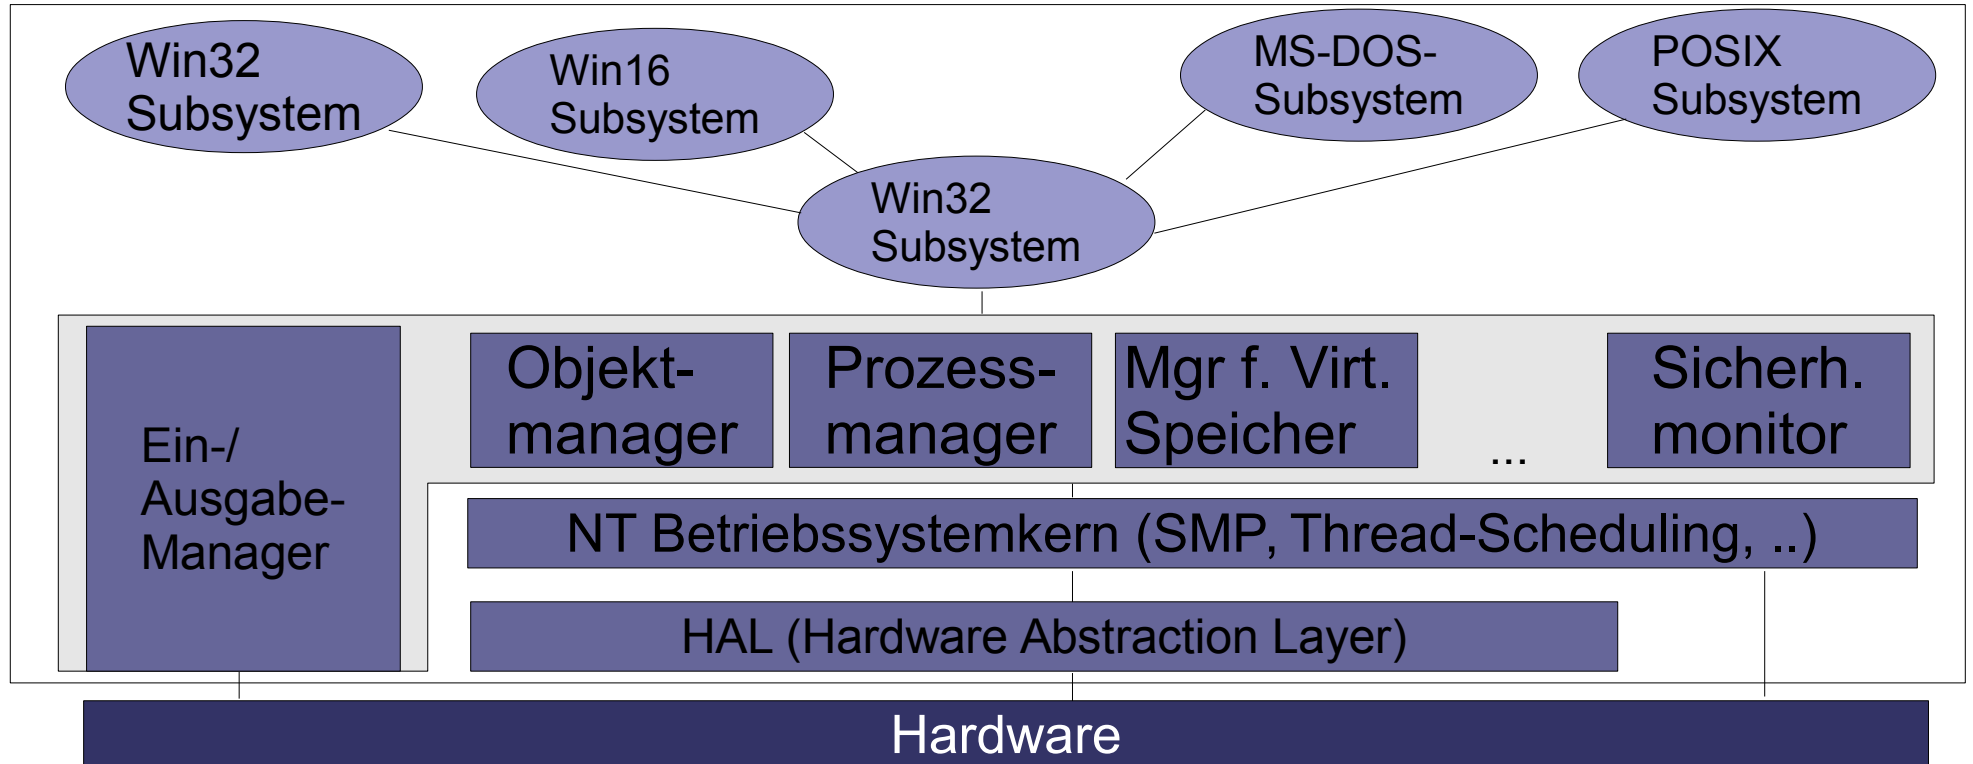 Win32
Subsystem
Win16
Subsystem
MS-DOS-
Subsystem
POSIX
Subsystem
Win32
Subsystem
Ein-/
Ausgabe-
Manager
Objekt-
manager
Prozess-
manager
Mgr f. Virt.
Speicher
...
Sicherh.
monitor
NT Betriebssystemkern (SMP, Thread-Scheduling, ..)
HAL (Hardware Abstraction Layer)
Hardware